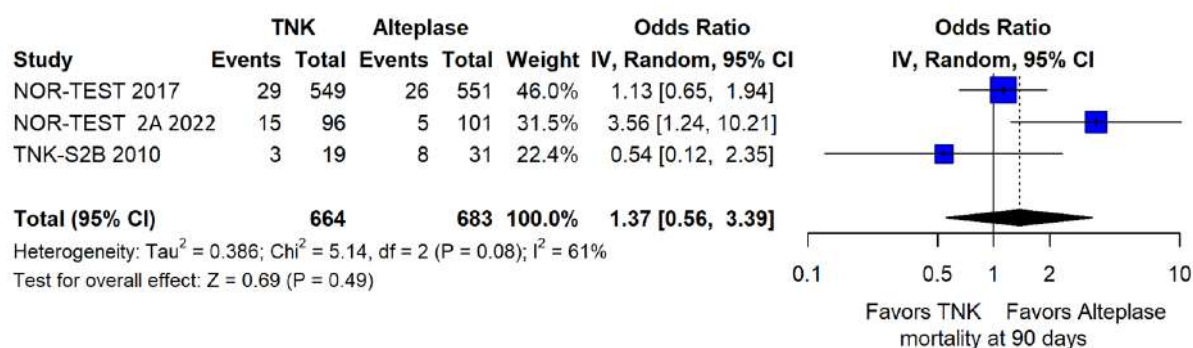 TNK Alteplase Odds Ratio Odds Ratio
Study Events Total Events Total Weight IV, Random, 95% CI IV, Random, 95% CI
NOR-TEST 2017 29 549 26 551 46.0% 1.13 [0.65, 1.94]
NOR-TEST 2A 2022 15 96 5 101 31.5% 3.56 [1.24, 10.21]
TNK-S2B 2010 3 19 8 31 22.4% 0.54 [0.12, 2.35]
Total (95% CI) 664 683 100.0% 1.37 [0.56, 3.39]
Heterogeneity: Tau² = 0.386; Chi² = 5.14, df = 2 (P = 0.08); I² = 61%
Test for overall effect: Z = 0.69 (P = 0.49)
0.1 0.5 1 2 10
Favors TNK Favors Alteplase
mortality at 90 days